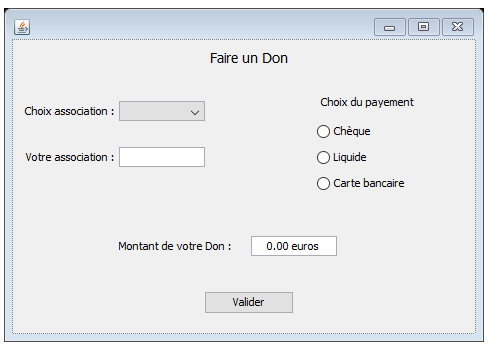 Faire un Don
Choix association :
Votre association :
Choix du payement
Chèque
Liquide
Carte bancaire
Montant de votre Don :
0.00 euros
Valider